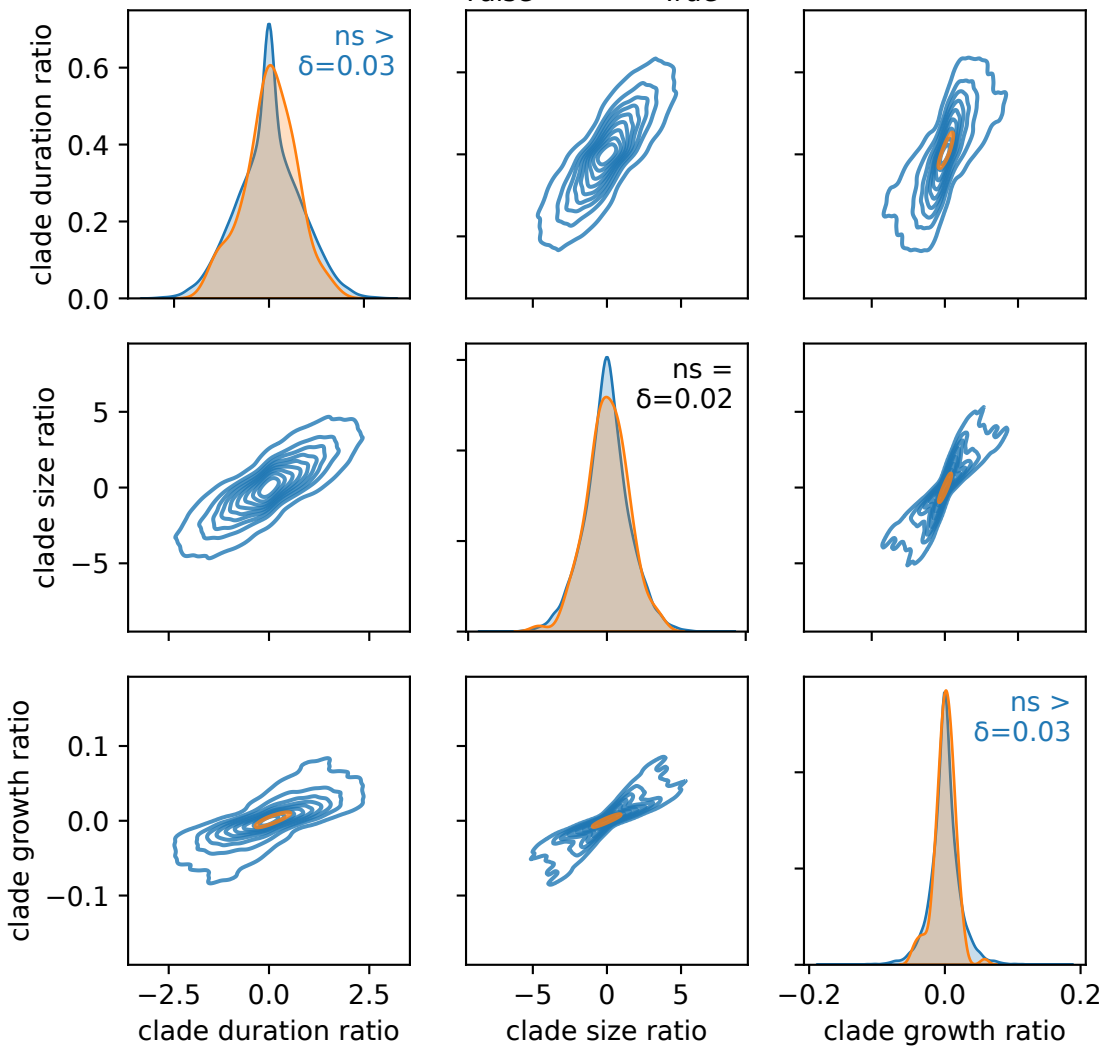 clade duration ratio
0.6
0.4
0.2
0.0
ns >
δ=0.03
clade size ratio
5
0
−5
−5
0
5
ns =
δ=0.02
clade growth ratio
0.1
0.0
−0.1
ns >
δ=0.03
−2.5
0.0
2.5
−5
0
5
−0.2
0.0
0.2
clade duration ratio
clade size ratio
clade growth ratio